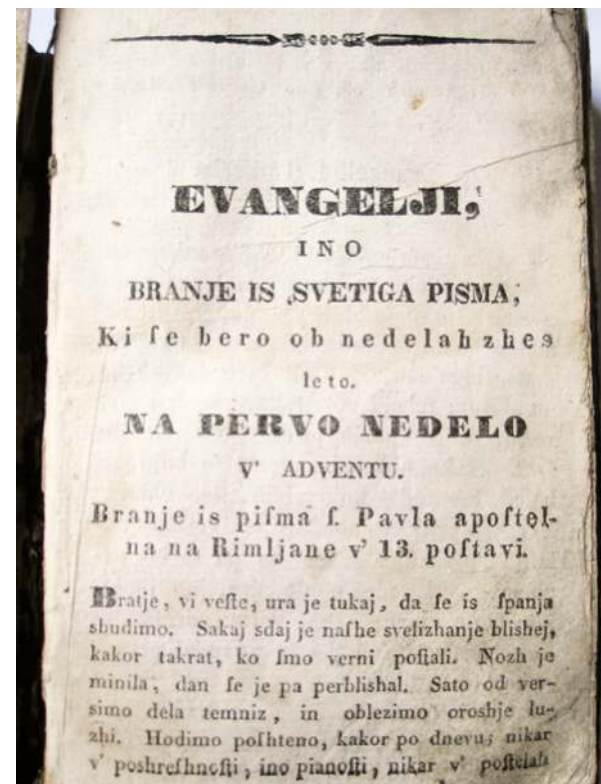 EVANGELJI,
INO
BRANJE IS SVETIGA PISMA,
Ki ſe bero ob nedelah zhes
leto.
NA PERVO NEDELO
V' ADVENTU.
Branje is piſma ſ. Pavla apoſtel-
na na Rimljane v' 13. poſtavi.
Bratje, vi veſte, ura je tukaj, da ſe is ſpanja
sbudimo. Sakaj sdaj je naſhe svelizhanje blishej,
kakor takrat, ko ſmo verni poſtali. Nozh je
minila, dan ſe je pa perblishal. Sato od ver-
simo dela temniz, in oblezimo oroshje lu-
zhi. Hodimo poſhteno, kakor po dnevu; nikar
v' poshreſhnoſti, ino pianoſti, nikar v'